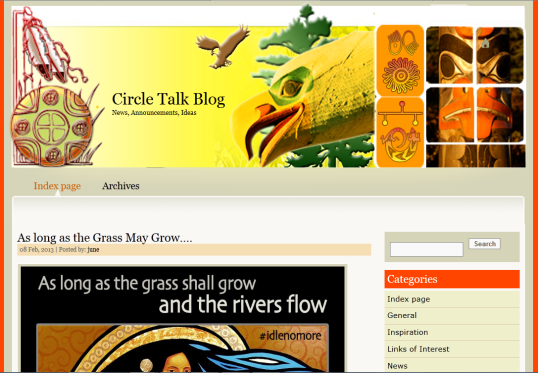 Circle Talk Blog
News, Announcements, Ideas
Index page Archives
As long as the Grass May Grow....
08 Feb, 2013 | Posted by: june
As long as the grass shall grow
and the rivers flow
#idlenomore
Search
Categories
Index page
General
Inspiration
Links of Interest
News